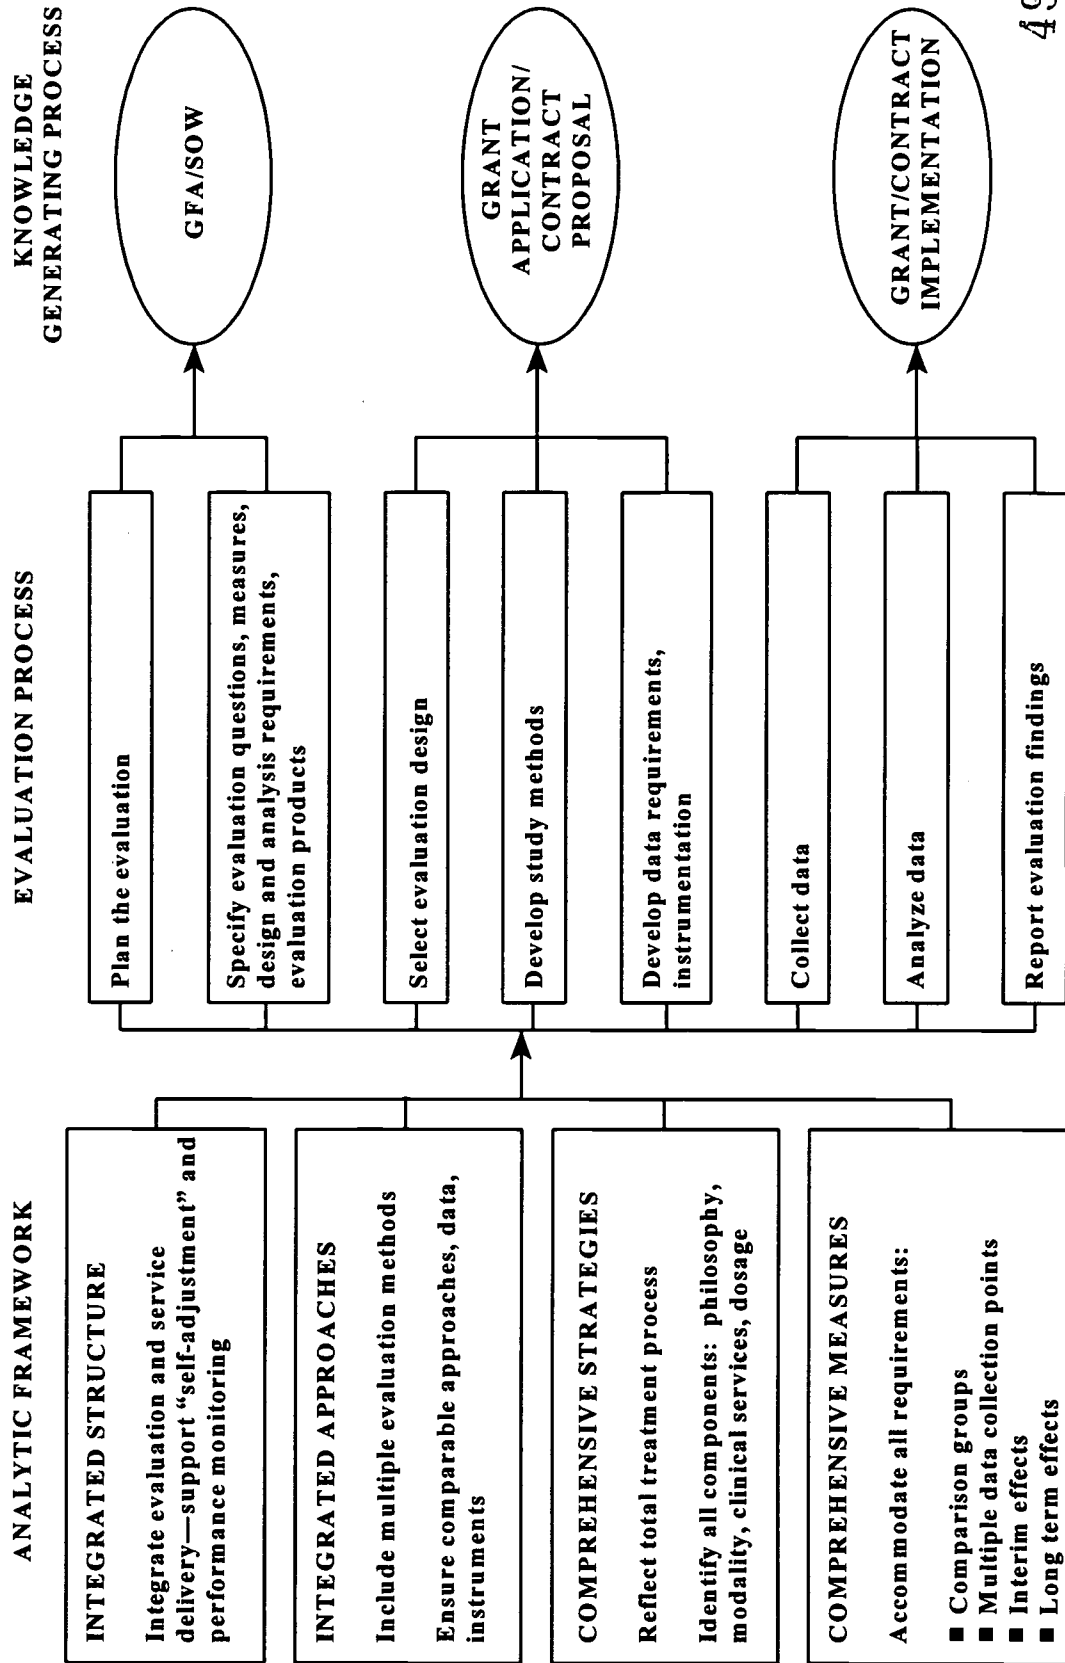 ANALYTIC FRAMEWORK
INTEGRATED STRUCTURE
Integrate evaluation and service
delivery—support “self-adjustment” and
performance monitoring
INTEGRATED APPROACHES
Include multiple evaluation methods
Ensure comparable approaches, data,
instruments
COMPREHENSIVE STRATEGIES
Reflect total treatment process
Identify all components: philosophy,
modality, clinical services, dosage
COMPREHENSIVE MEASURES
Accommodate all requirements:
■ Comparison groups
■ Multiple data collection points
■ Interim effects
■ Long term effects
EVALUATION PROCESS
Plan the evaluation
Specify evaluation questions, measures,
design and analysis requirements,
evaluation products
Select evaluation design
Develop study methods
Develop data requirements,
instrumentation
Collect data
Analyze data
Report evaluation findings
KNOWLEDGE
GENERATING PROCESS
GFA/SOW
GRANT
APPLICATION/
CONTRACT
PROPOSAL
GRANT/CONTRACT
IMPLEMENTATION